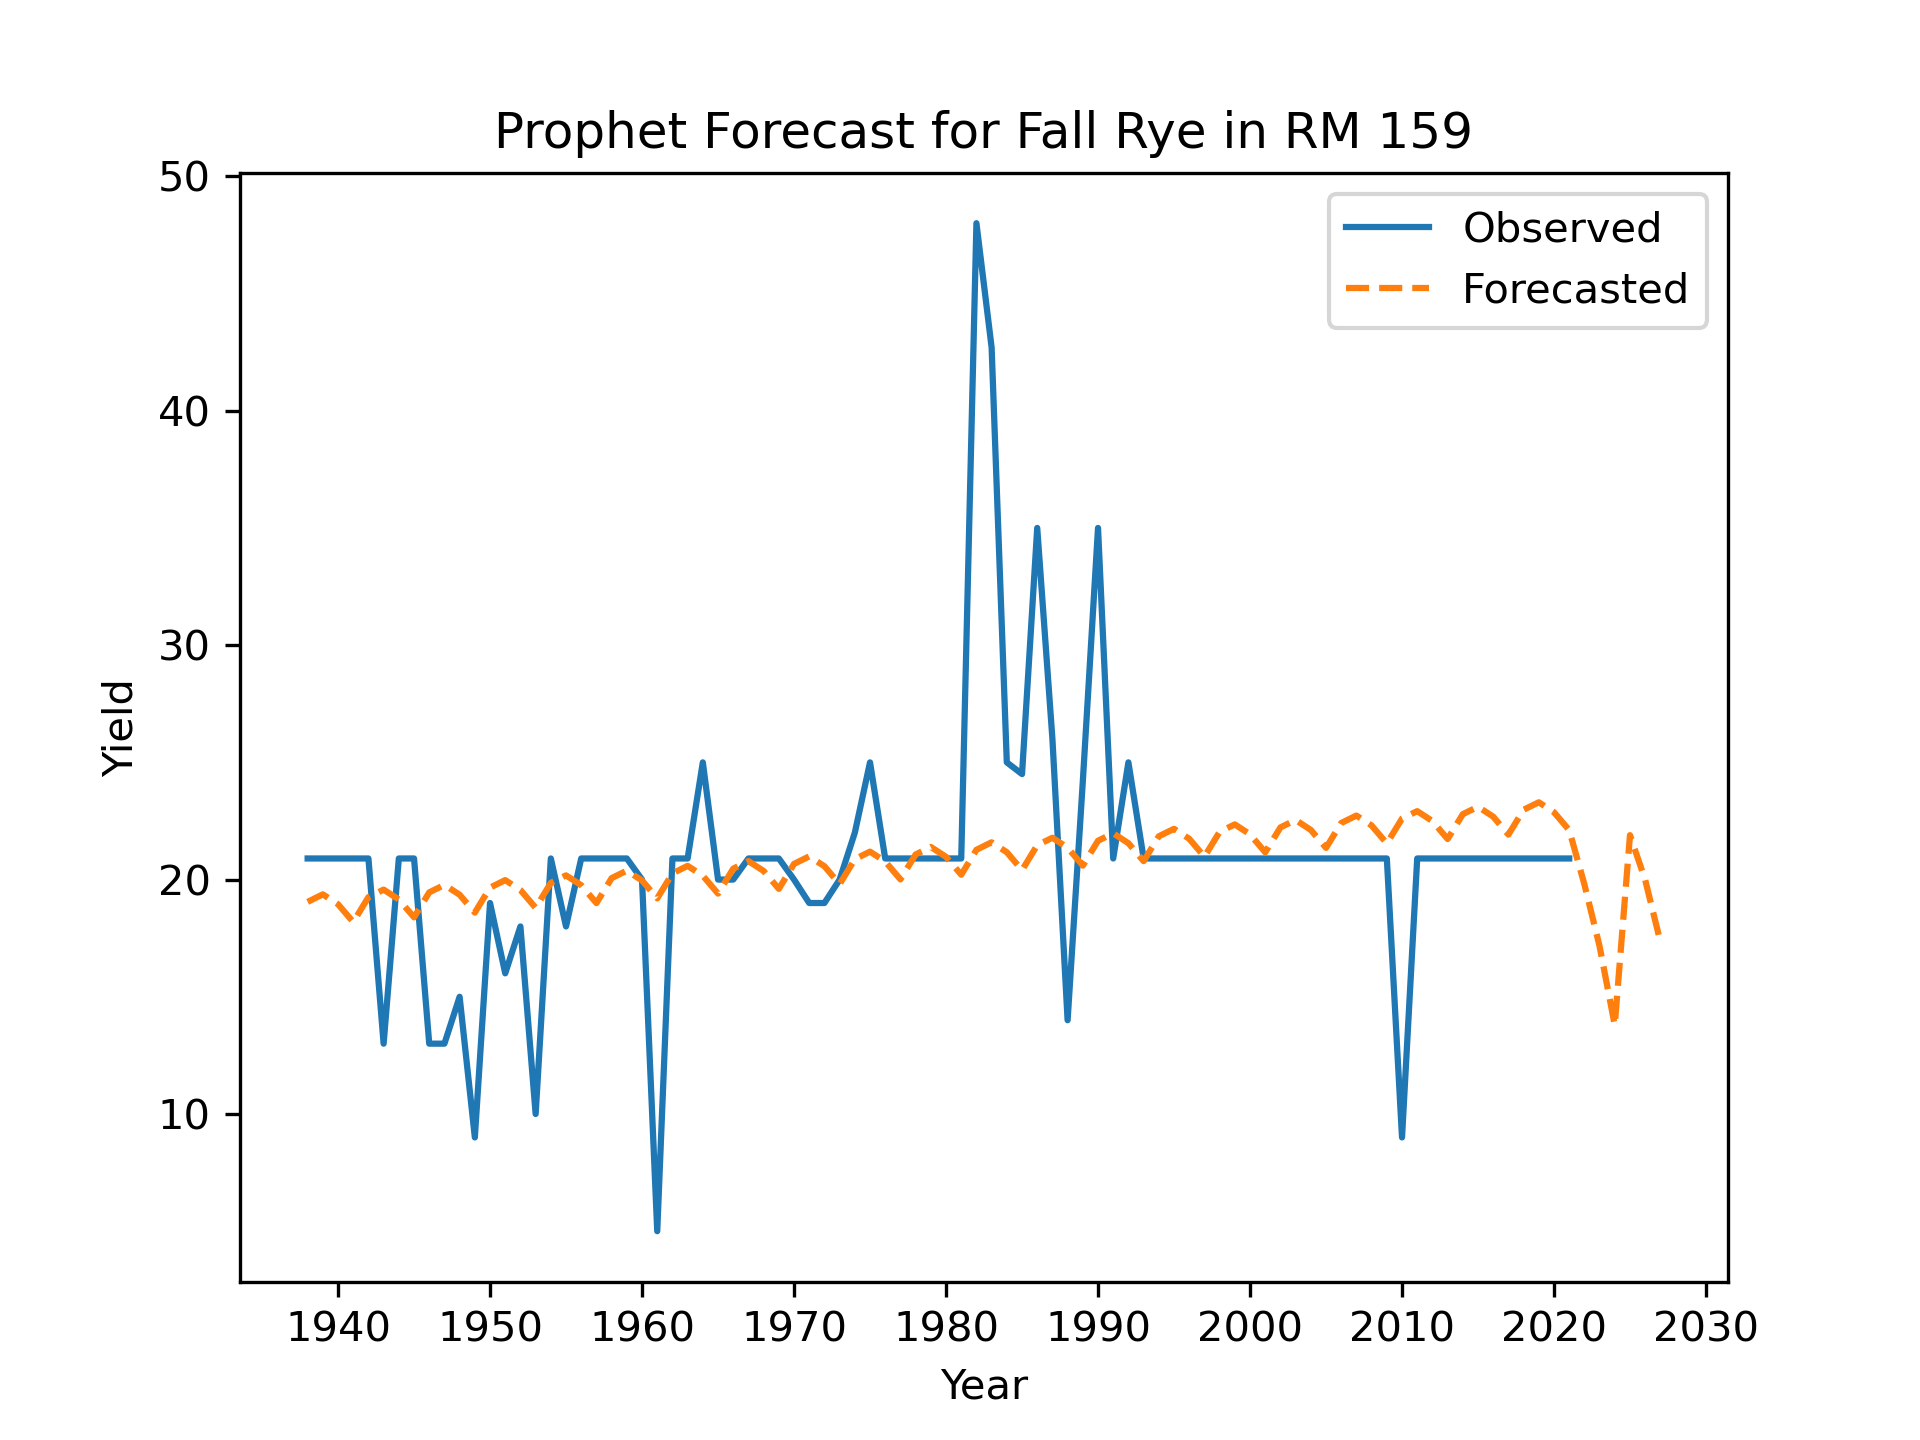 Prophet Forecast for Fall Rye in RM 159
Observed
Forecasted
50
40
30
20
10
Yield
1940 1950 1960 1970 1980 1990 2000 2010 2020 2030
Year